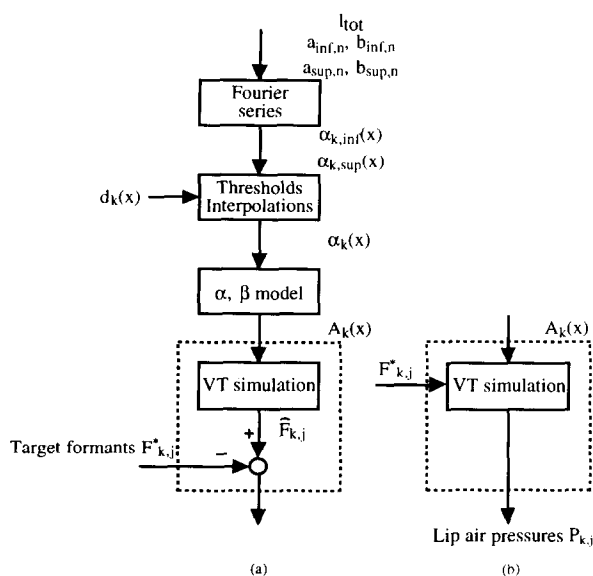 l_tot
a_inf,n, b_inf,n
a_sup,n, b_sup,n
Fourier
series
α_k,inf(x)
α_k,sup(x)
d_k(x)
Thresholds
Interpolations
α_k(x)
α, β model
A_k(x)
VT simulation
+
F̂_k,j
Target formants F*_k,j
−
(a)
A_k(x)
F*_k,j
VT simulation
Lip air pressures P_k,j
(b)